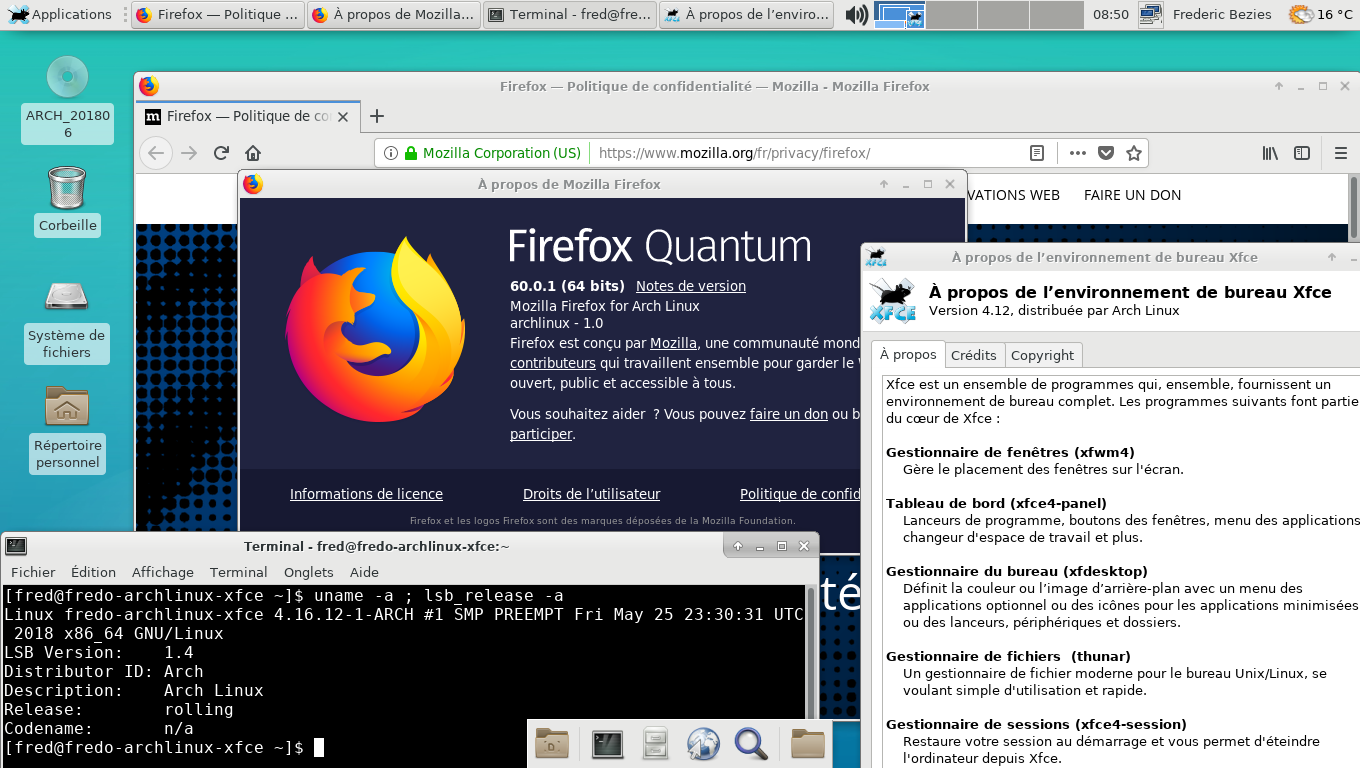 Applications
Firefox — Politique ...
À propos de Mozilla...
Terminal - fred@fre...
À propos de l’enviro...
08:50
Frederic Bezies
16 °C
ARCH_20180
6
Corbeille
Système de
fichiers
Répertoire
personnel
Firefox — Politique de confidentialité — Mozilla - Mozilla Firefox
m
Firefox — Politique de co
Mozilla Corporation (US)
https://www.mozilla.org/fr/privacy/firefox/
VATIONS WEB
FAIRE UN DON
té
À propos de Mozilla Firefox
Firefox Quantum
60.0.1 (64 bits) Notes de version
Mozilla Firefox for Arch Linux
archlinux - 1.0
Firefox est conçu par Mozilla, une communauté mond
contributeurs qui travaillent ensemble pour garder le
ouvert, public et accessible à tous.
Vous souhaitez aider ? Vous pouvez faire un don ou b
participer.
Informations de licence
Droits de l’utilisateur
Politique de confid
Firefox et les logos Firefox sont des marques déposées de la Mozilla Foundation.
À propos de l’environnement de bureau Xfce
XFCE
À propos de l’environnement de bureau Xfce
Version 4.12, distribuée par Arch Linux
À propos
Crédits
Copyright
Xfce est un ensemble de programmes qui, ensemble, fournissent un
environnement de bureau complet. Les programmes suivants font partie
du cœur de Xfce :
Gestionnaire de fenêtres (xfwm4)
Gère le placement des fenêtres sur l'écran.
Tableau de bord (xfce4-panel)
Lanceurs de programme, boutons des fenêtres, menu des applications
changeur d'espace de travail et plus.
Gestionnaire du bureau (xfdesktop)
Définit la couleur ou l’image d’arrière-plan avec un menu des
applications optionnel ou des icônes pour les applications minimisées
ou des lanceurs, périphériques et dossiers.
Gestionnaire de fichiers (thunar)
Un gestionnaire de fichier moderne pour le bureau Unix/Linux, se
voulant simple d'utilisation et rapide.
Gestionnaire de sessions (xfce4-session)
Restaure votre session au démarrage et vous permet d'éteindre
l'ordinateur depuis Xfce.
Terminal - fred@fredo-archlinux-xfce:~
Fichier Édition Affichage Terminal Onglets Aide
[fred@fredo-archlinux-xfce ~]$ uname -a ; lsb_release -a
Linux fredo-archlinux-xfce 4.16.12-1-ARCH #1 SMP PREEMPT Fri May 25 23:30:31 UTC
2018 x86_64 GNU/Linux
LSB Version: 1.4
Distributor ID: Arch
Description: Arch Linux
Release: rolling
Codename: n/a
[fred@fredo-archlinux-xfce ~]$